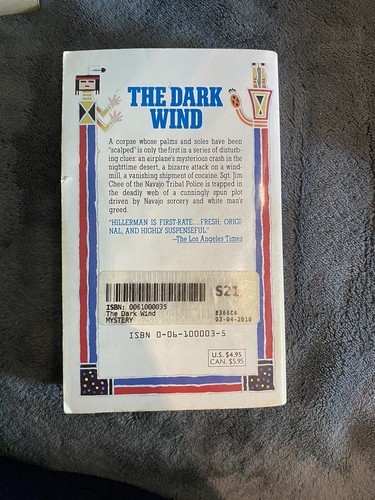 THE DARK
WIND
A corpse whose palms and soles have been
"scalped" is only the first in a series of disturb-
ing clues: an airplane's mysterious crash in the
nighttime desert, a bizarre attack on a wind-
mill, a vanishing shipment of cocaine. Sgt. Jim
Chee of the Navajo Tribal Police is trapped in
the deadly web of a cunningly spun plot
driven by Navajo sorcery and white man's
greed.
"HILLERMAN IS FIRST-RATE...FRESH, ORIGI
NAL, AND HIGHLY SUSPENSEFUL."
—The Los Angeles Times
S21
ISBN: 0061000035
The Dark Wind
MYSTERY
03-04-2010
ISBN 0-06-100003-5
U.S. $4.95
CAN. $5.95